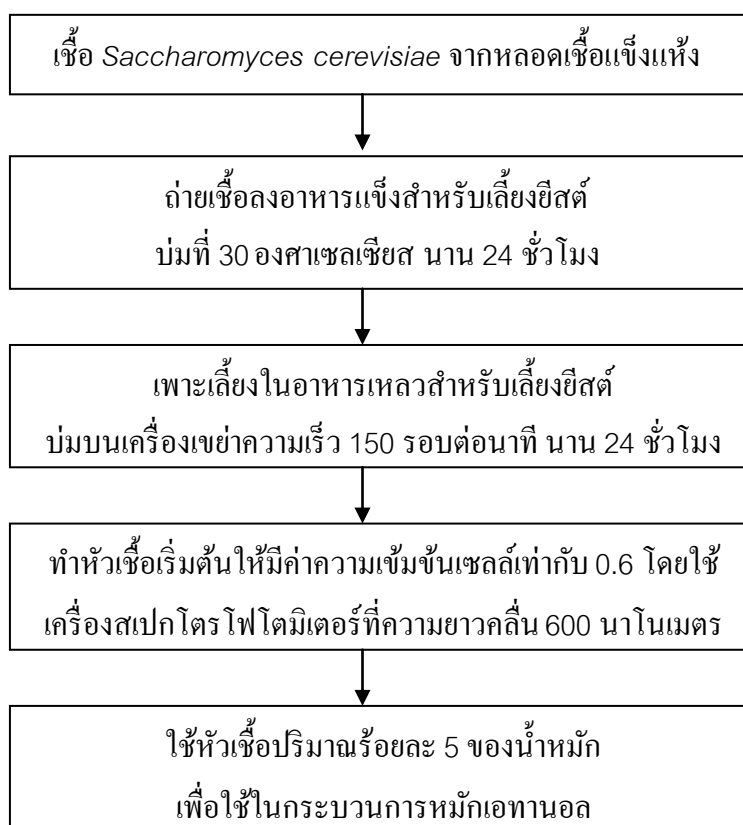 เชื้อ Saccharomyces cerevisiae จากหลอดเชื้อแข็งแห้ง
ถ่ายเชื้อลงอาหารแข็งสำหรับเลี้ยงยีสต์
บ่มที่ 30 องศาเซลเซียส นาน 24 ชั่วโมง
เพาะเลี้ยงในอาหารเหลวสำหรับเลี้ยงยีสต์
บ่มบนเครื่องเขย่าความเร็ว 150 รอบต่อนาที นาน 24 ชั่วโมง
ทำหัวเชื้อเริ่มต้นให้มีค่าความเข้มข้นเซลล์เท่ากับ 0.6 โดยใช้
เครื่องสเปกโตรโฟโตมิเตอร์ที่ความยาวคลื่น 600 นาโนเมตร
ใช้หัวเชื้อปริมาณร้อยละ 5 ของน้ำหมัก
เพื่อใช้ในกระบวนการหมักเอทานอล